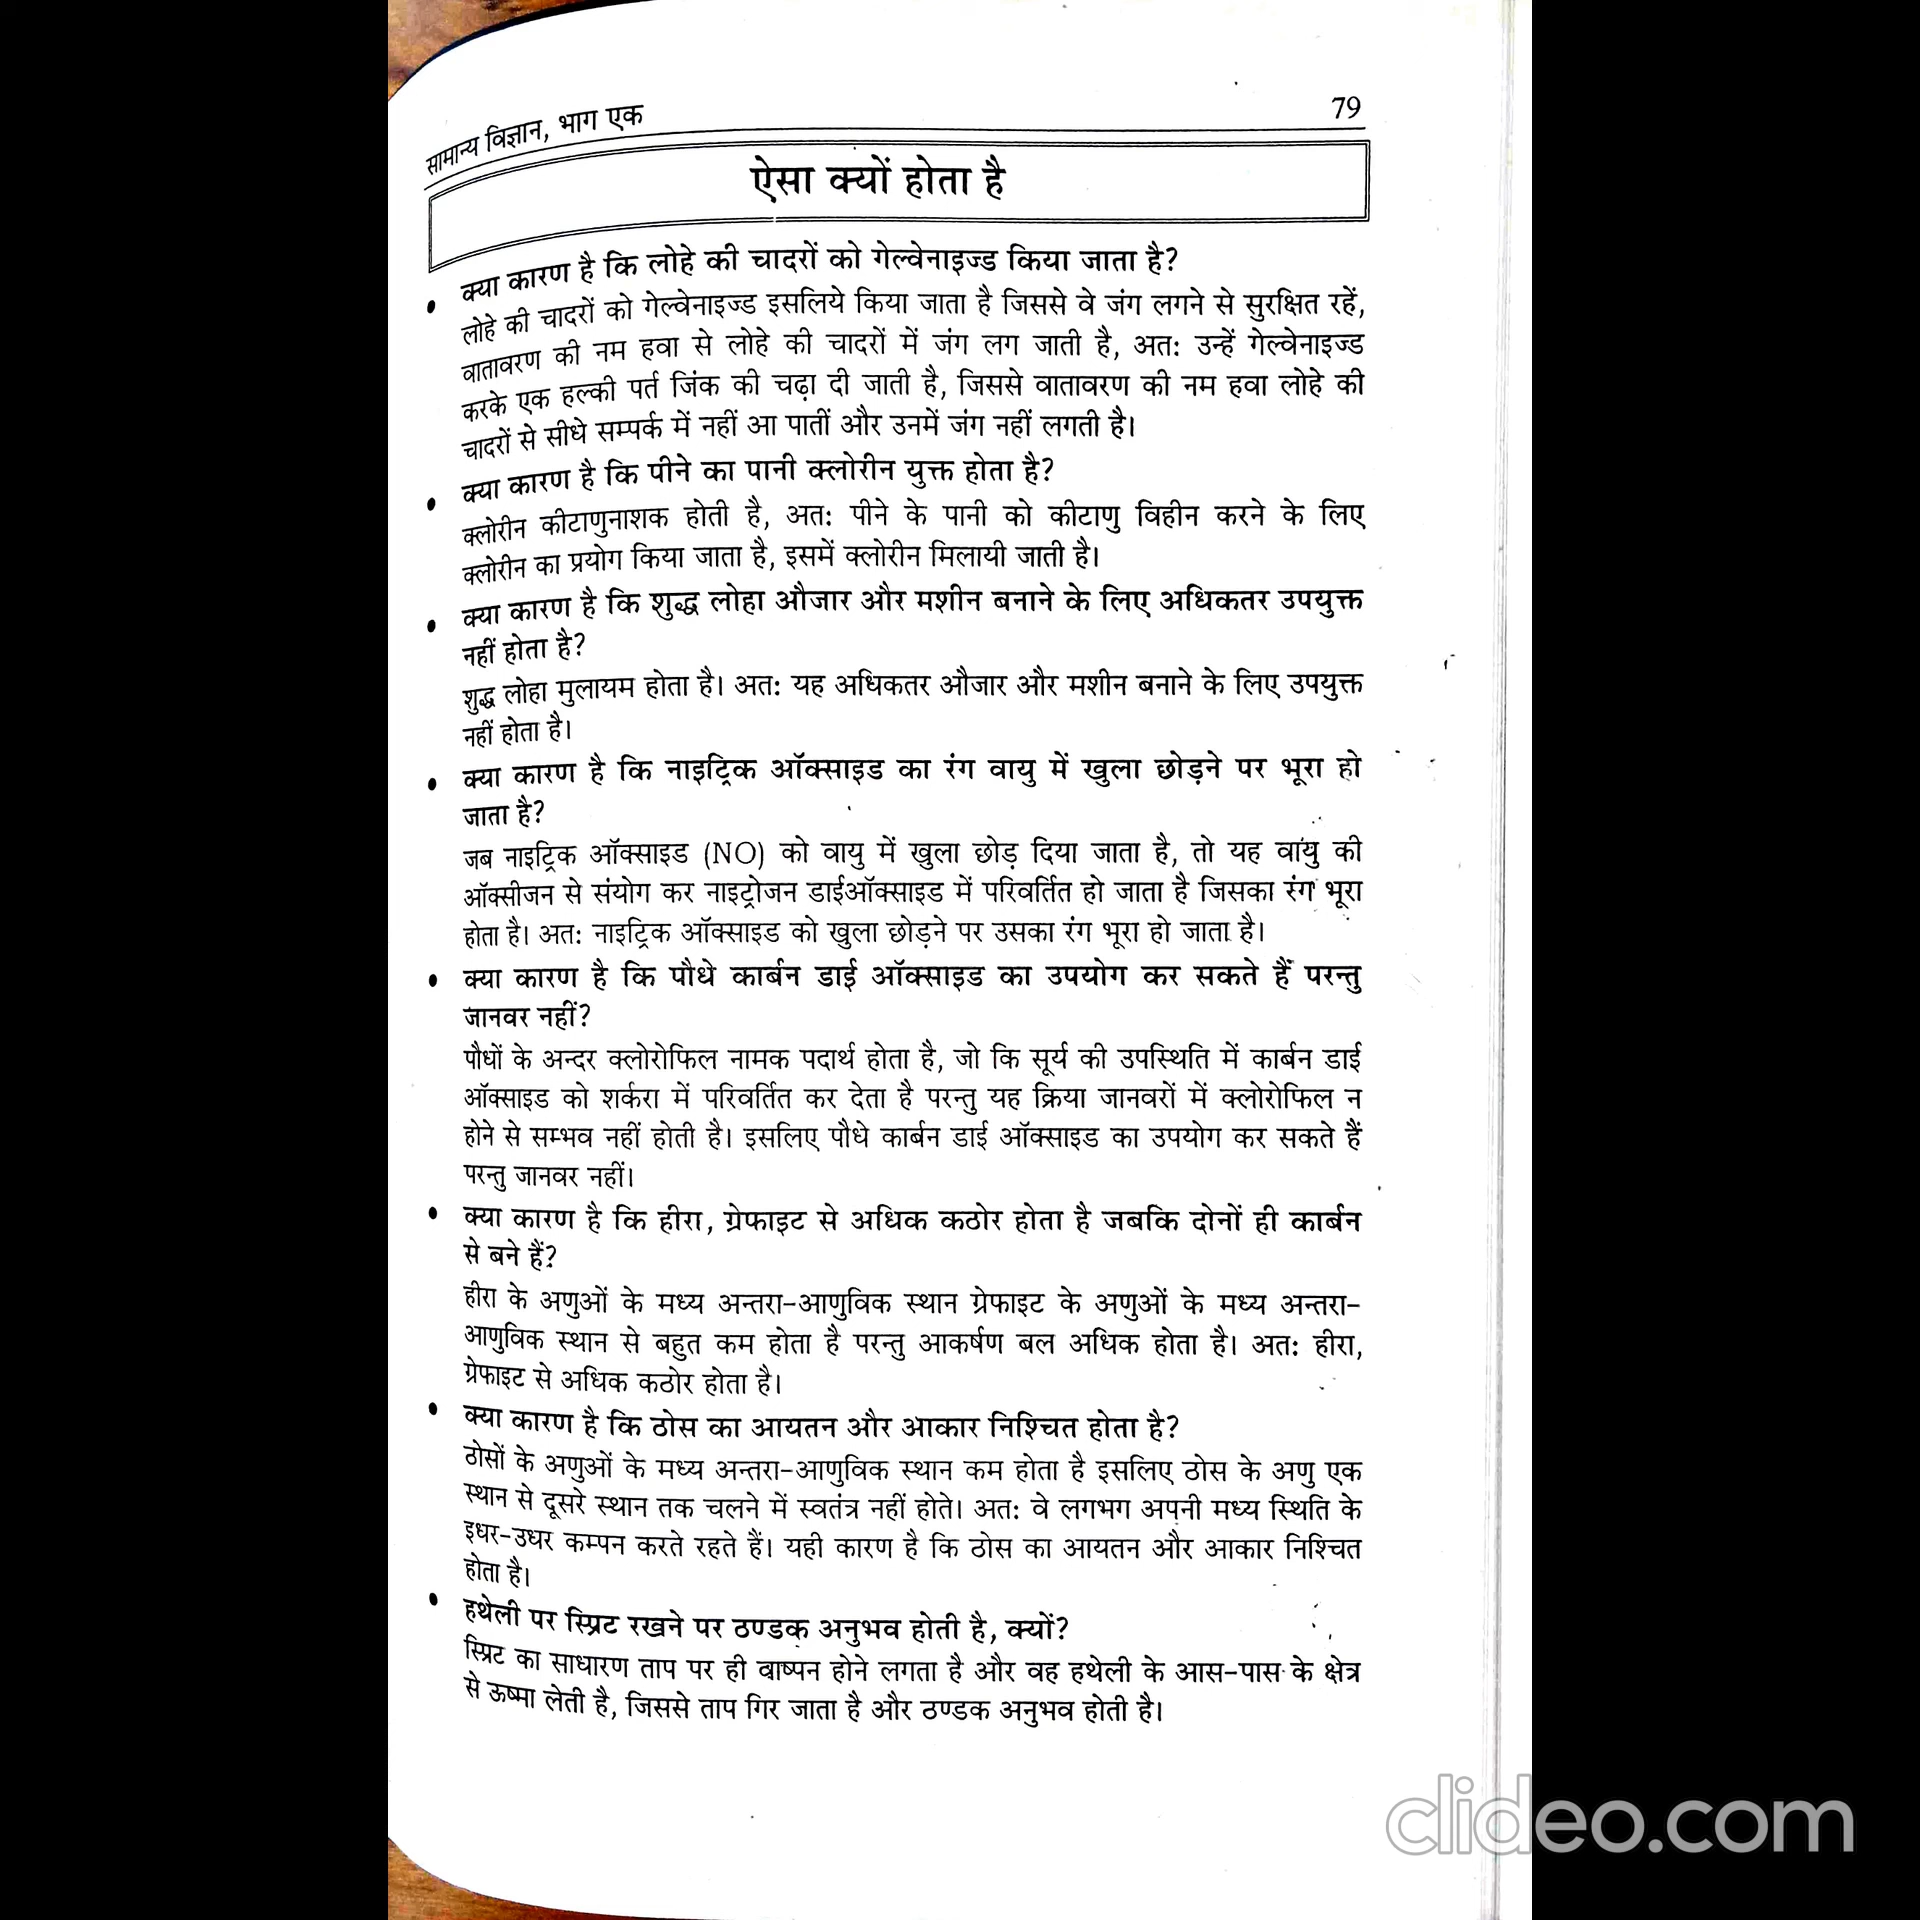 सामान्य विज्ञान, भाग एक
79
ऐसा क्यों होता है
• क्या कारण है कि लोहे की चादरों को गेल्वेनाइज्ड किया जाता है?
लोहे की चादरों को गेल्वेनाइज्ड इसलिये किया जाता है जिससे वे जंग लगने से सुरक्षित रहें,
वातावरण की नम हवा से लोहे की चादरों में जंग लग जाती है, अतः उन्हें गेल्वेनाइज्ड
करके एक हल्की पर्त जिंक की चढ़ा दी जाती है, जिससे वातावरण की नम हवा लोहे की
चादरों से सीधे सम्पर्क में नहीं आ पातीं और उनमें जंग नहीं लगती है।
• क्या कारण है कि पीने का पानी क्लोरीन युक्त होता है?
क्लोरीन कीटाणुनाशक होती है, अतः पीने के पानी को कीटाणु विहीन करने के लिए
क्लोरीन का प्रयोग किया जाता है, इसमें क्लोरीन मिलायी जाती है।
• क्या कारण है कि शुद्ध लोहा औजार और मशीन बनाने के लिए अधिकतर उपयुक्त
नहीं होता है?
शुद्ध लोहा मुलायम होता है। अतः यह अधिकतर औजार और मशीन बनाने के लिए उपयुक्त
नहीं होता है।
• क्या कारण है कि नाइट्रिक ऑक्साइड का रंग वायु में खुला छोड़ने पर भूरा हो
जाता है?
जब नाइट्रिक ऑक्साइड (NO) को वायु में खुला छोड़ दिया जाता है, तो यह वायु की
ऑक्सीजन से संयोग कर नाइट्रोजन डाईऑक्साइड में परिवर्तित हो जाता है जिसका रंग भूरा
होता है। अतः नाइट्रिक ऑक्साइड को खुला छोड़ने पर उसका रंग भूरा हो जाता है।
• क्या कारण है कि पौधे कार्बन डाई ऑक्साइड का उपयोग कर सकते हैं परन्तु
जानवर नहीं?
पौधों के अन्दर क्लोरोफिल नामक पदार्थ होता है, जो कि सूर्य की उपस्थिति में कार्बन डाई
ऑक्साइड को शर्करा में परिवर्तित कर देता है परन्तु यह क्रिया जानवरों में क्लोरोफिल न
होने से सम्भव नहीं होती है। इसलिए पौधे कार्बन डाई ऑक्साइड का उपयोग कर सकते हैं
परन्तु जानवर नहीं।
• क्या कारण है कि हीरा, ग्रेफाइट से अधिक कठोर होता है जबकि दोनों ही कार्बन
से बने हैं?
हीरा के अणुओं के मध्य अन्तरा-आणुविक स्थान ग्रेफाइट के अणुओं के मध्य अन्तरा-
आणुविक स्थान से बहुत कम होता है परन्तु आकर्षण बल अधिक होता है। अतः हीरा,
ग्रेफाइट से अधिक कठोर होता है।
• क्या कारण है कि ठोस का आयतन और आकार निश्चित होता है?
ठोसों के अणुओं के मध्य अन्तरा-आणुविक स्थान कम होता है इसलिए ठोस के अणु एक
स्थान से दूसरे स्थान तक चलने में स्वतंत्र नहीं होते। अतः वे लगभग अपनी मध्य स्थिति के
इधर-उधर कम्पन करते रहते हैं। यही कारण है कि ठोस का आयतन और आकार निश्चित
होता है।
• हथेली पर स्प्रिट रखने पर ठण्डक अनुभव होती है, क्यों?
स्प्रिट का साधारण ताप पर ही वाष्पन होने लगता है और वह हथेली के आस-पास के क्षेत्र
से ऊष्मा लेती है, जिससे ताप गिर जाता है और ठण्डक अनुभव होती है।
clideo.com